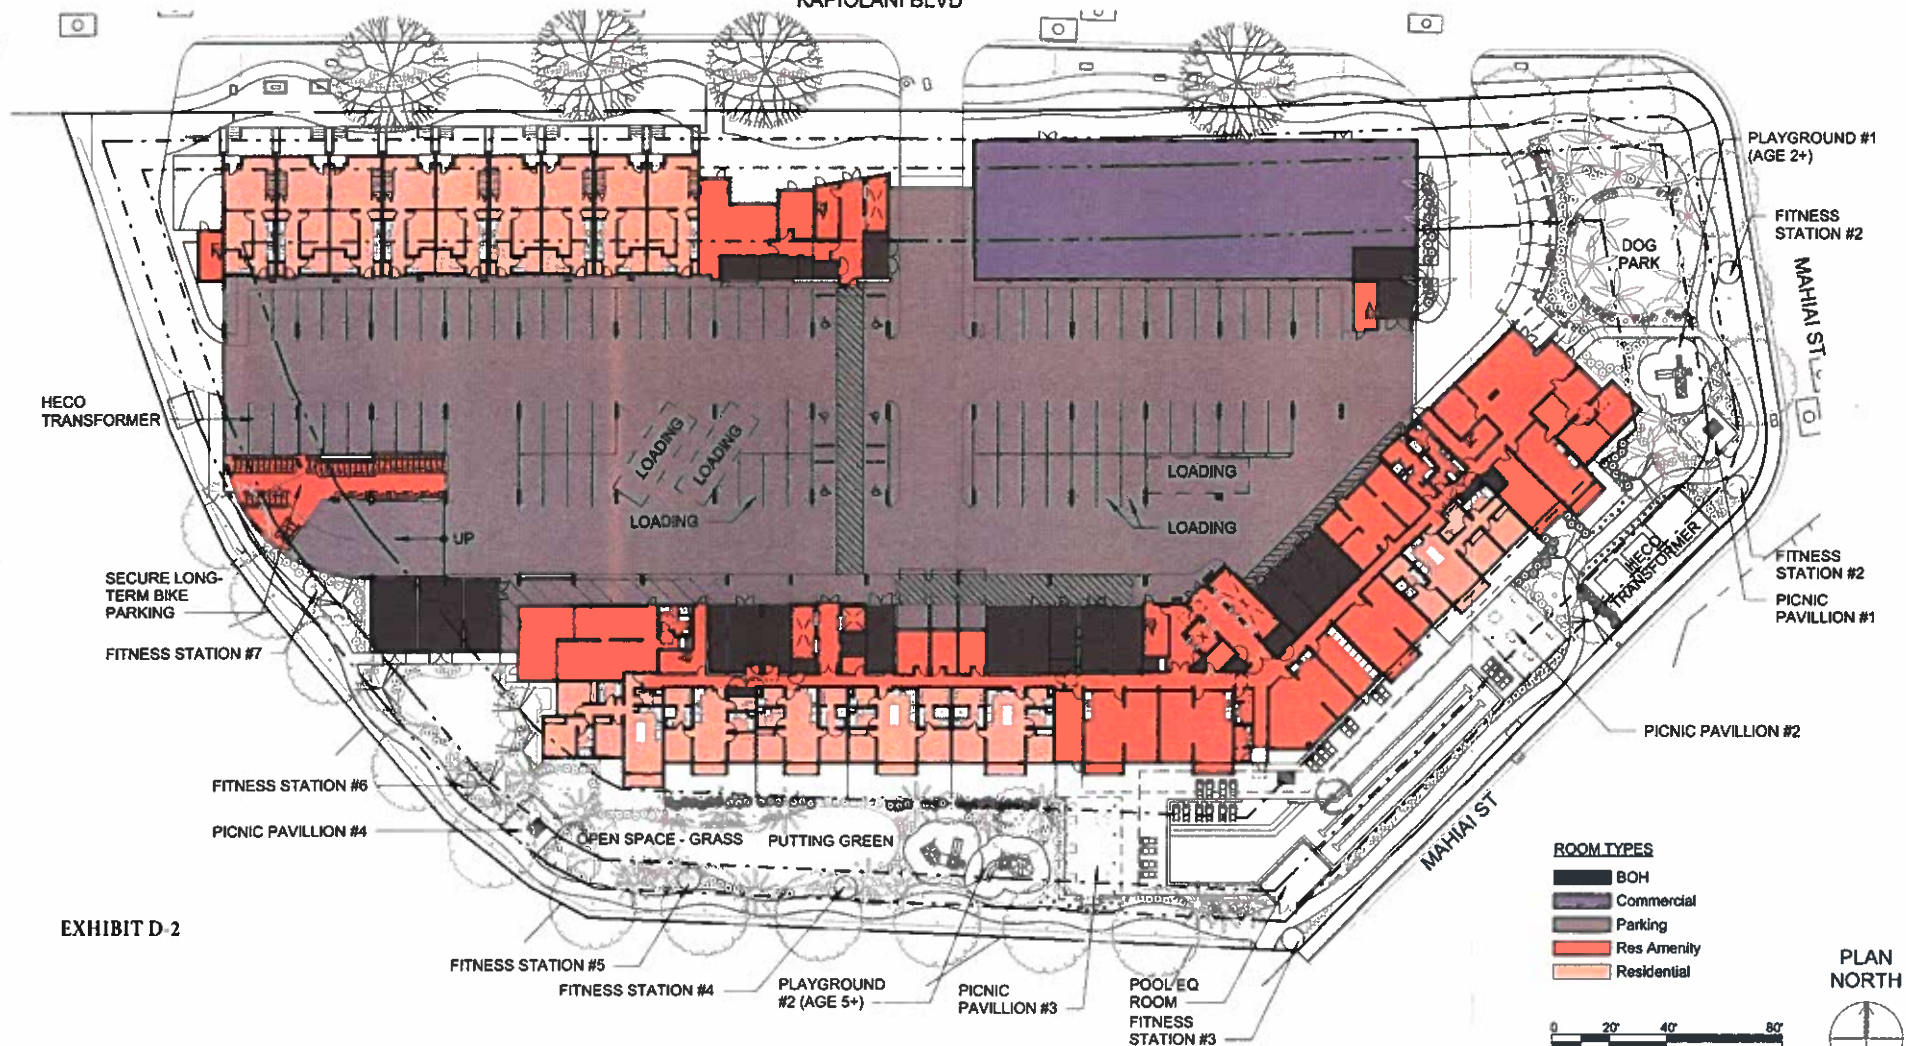 KAPIOLANI BLVD
PLAYGROUND #1
(AGE 2+)
FITNESS
STATION #2
DOG
PARK
MAHIAI ST
HECO
TRANSFORMER
LOADING
LOADING
LOADING
LOADING
LOADING
UP
SECURE LONG-
TERM BIKE
PARKING
FITNESS STATION #7
HECO
TRANSFORMER
FITNESS
STATION #2
PICNIC
PAVILLION #1
PICNIC PAVILLION #2
FITNESS STATION #6
PICNIC PAVILLION #4
OPEN SPACE - GRASS
PUTTING GREEN
MAHIAI ST
EXHIBIT D-2
FITNESS STATION #5
FITNESS STATION #4
PLAYGROUND
#2 (AGE 5+)
PICNIC
PAVILLION #3
POOL EQ
ROOM
FITNESS
STATION #3
ROOM TYPES
BOH
Commercial
Parking
Res Amenity
Residential
PLAN
NORTH
0 20' 40' 80'